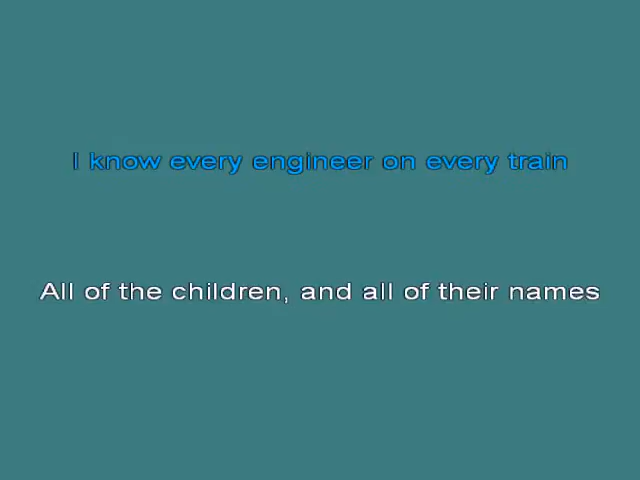 I know every engineer on every train
All of the children, and all of their names